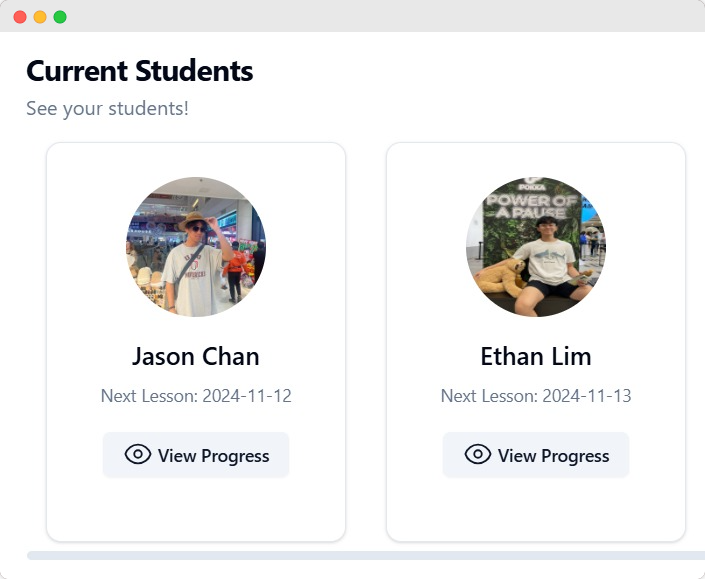 Current Students
See your students!
POKKA
POWER OF
A PAUSE
Jason Chan
Next Lesson: 2024-11-12
View Progress
Ethan Lim
Next Lesson: 2024-11-13
View Progress